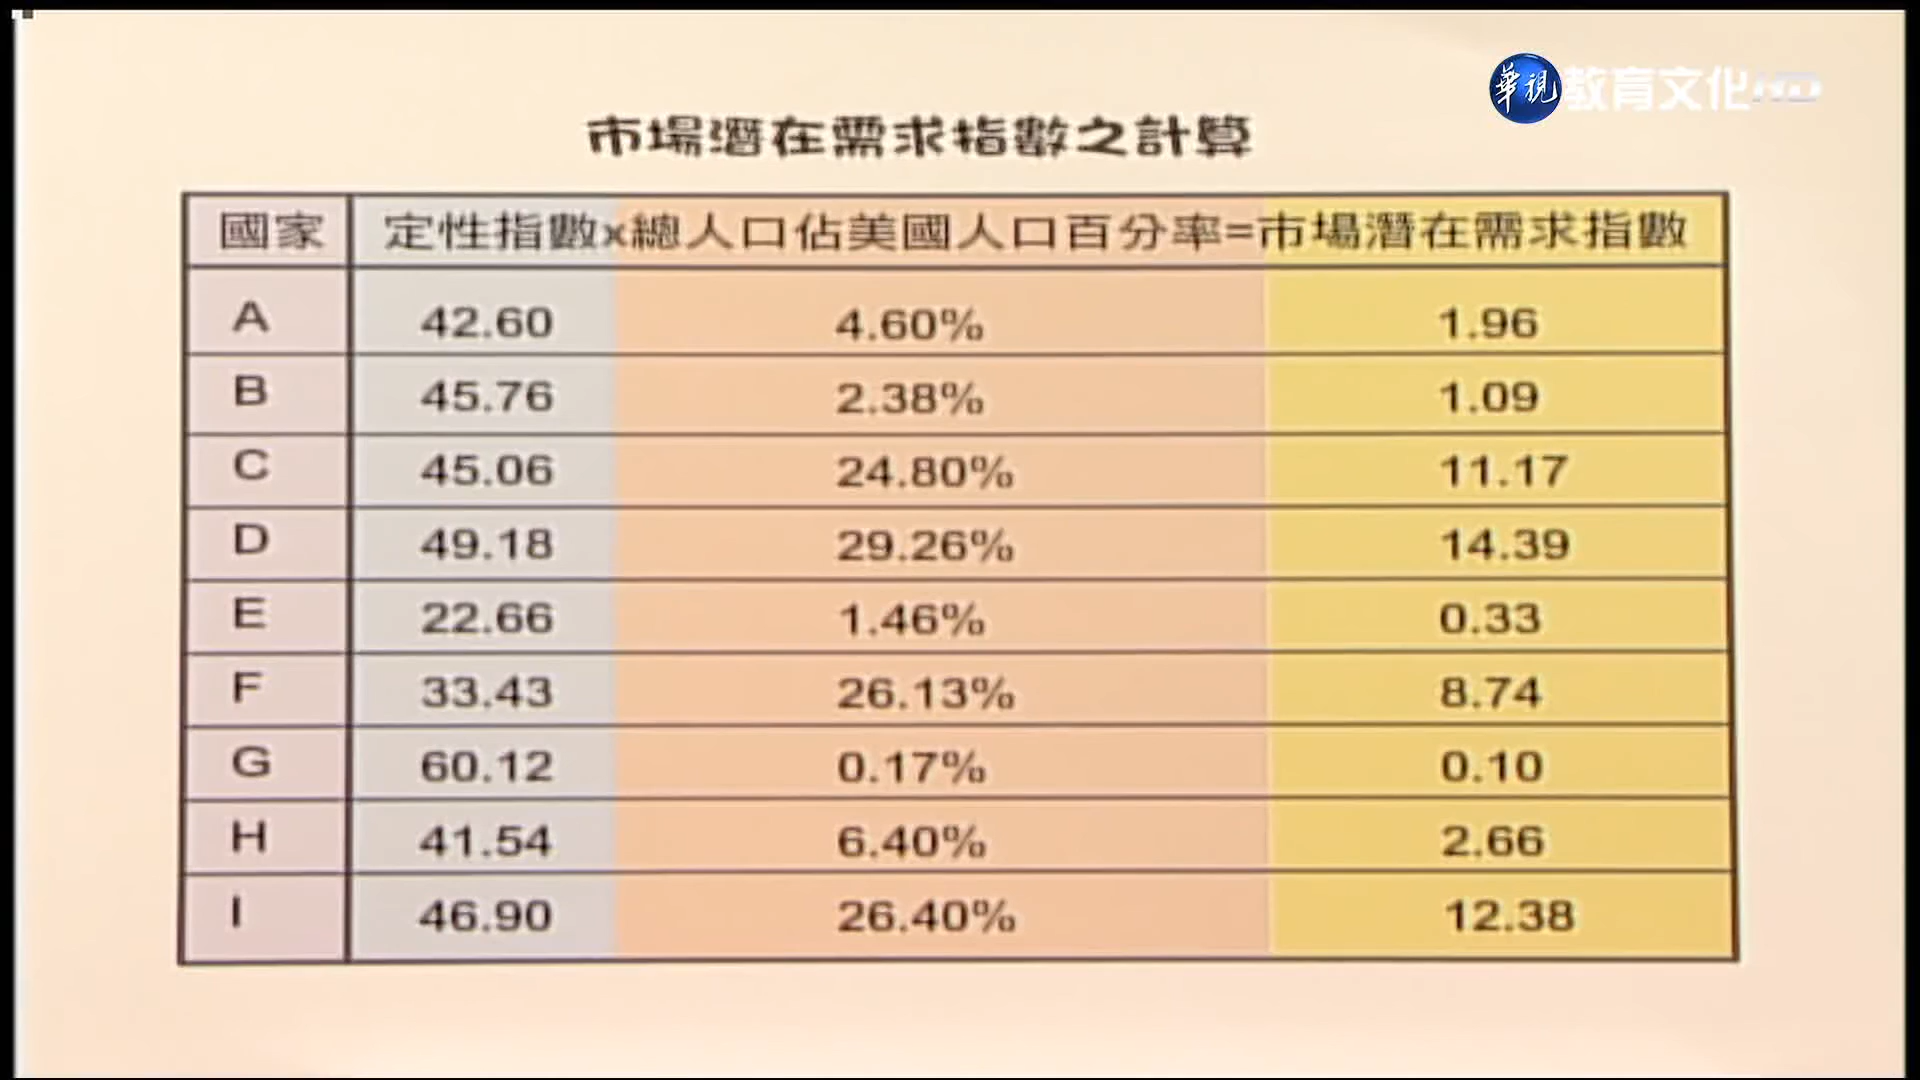 華視 教育文化HD
市場潛在需求指數之計算
國家 定性指數x總人口佔美國人口百分率=市場潛在需求指數
A 42.60 4.60% 1.96
B 45.76 2.38% 1.09
C 45.06 24.80% 11.17
D 49.18 29.26% 14.39
E 22.66 1.46% 0.33
F 33.43 26.13% 8.74
G 60.12 0.17% 0.10
H 41.54 6.40% 2.66
I 46.90 26.40% 12.38